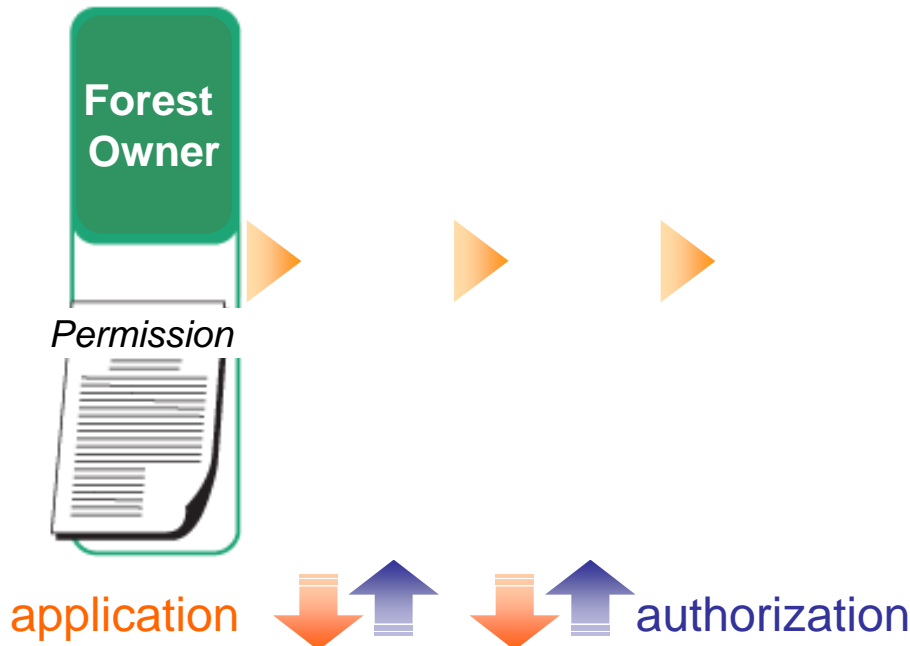 Forest
Owner
Permission
application
authorization